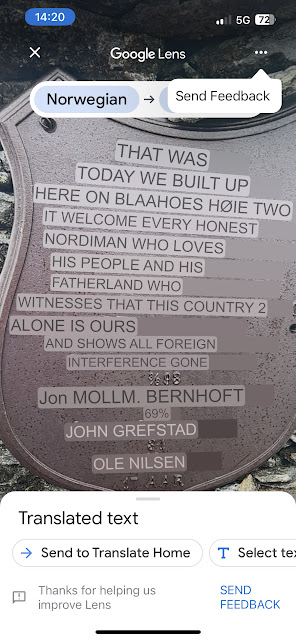 14:20
5G 72
Google Lens
Norwegian →
Send Feedback
THAT WAS
TODAY WE BUILT UP
HERE ON BLAAHOES HØIE TWO
IT WELCOME EVERY HONEST
NORDIMAN WHO LOVES
HIS PEOPLE AND HIS
FATHERLAND WHO
WITNESSES THAT THIS COUNTRY 2
ALONE IS OURS
AND SHOWS ALL FOREIGN
INTERFERENCE GONE
Jon MOLLM. BERNHOFT
69%
JOHN GREFSTAD
OLE NILSEN
Translated text
→ Send to Translate Home
Select tex
Thanks for helping us
improve Lens
SEND
FEEDBACK